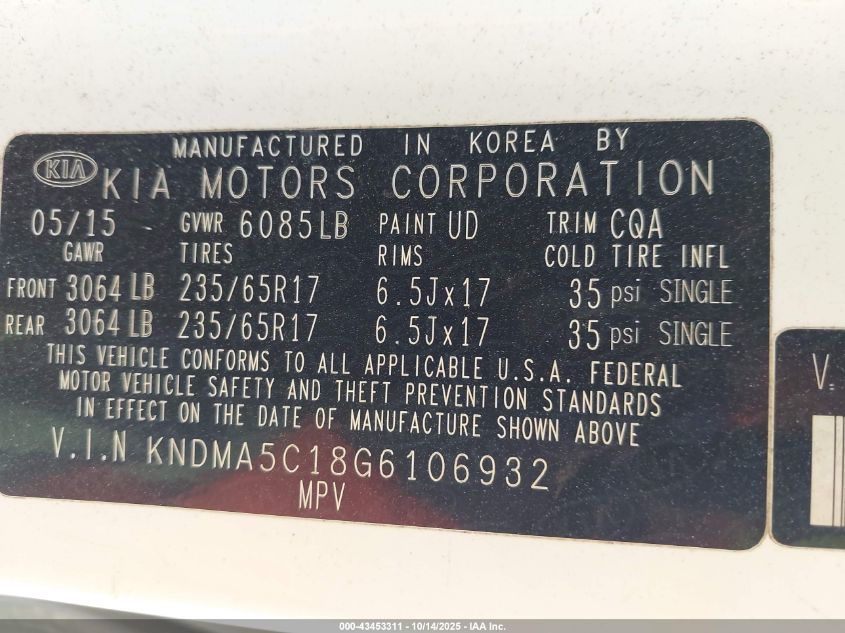 MANUFACTURED IN KOREA BY
KIA KIA MOTORS CORPORATION
05/15 GVWR 6085LB PAINT UD TRIM CQA
GAWR TIRES RIMS COLD TIRE INFL
FRONT 3064 LB 235/65R17 6.5Jx17 35 psi SINGLE
REAR 3064 LB 235/65R17 6.5Jx17 35 psi SINGLE
THIS VEHICLE CONFORMS TO ALL APPLICABLE U.S.A. FEDERAL
MOTOR VEHICLE SAFETY AND THEFT PREVENTION STANDARDS
IN EFFECT ON THE DATE OF MANUFACTURE SHOWN ABOVE
V.I.N KNDMA5C18G6106932
MPV
V.
000-43453311 - 10/14/2025 - IAA Inc.